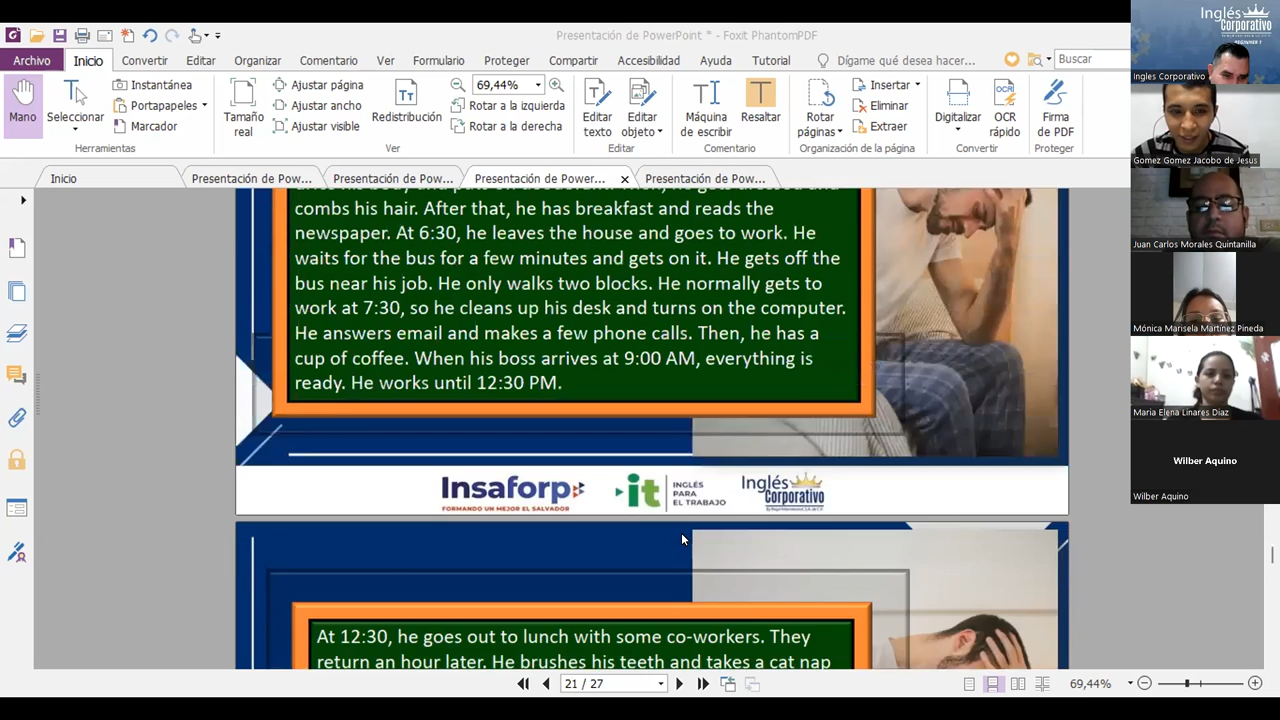 Presentación de PowerPoint * - Foxit PhantomPDF
Archivo Inicio Convertir Editar Organizar Comentario Ver Formulario Proteger Compartir Accesibilidad Ayuda Tutorial Dígame qué desea hacer... Buscar
Mano
Seleccionar
Instantánea
Portapapeles
Marcador
Herramientas
Tamaño real
Ajustar página
Ajustar ancho
Ajustar visible
Redistribución
69,44%
Rotar a la izquierda
Rotar a la derecha
Ver
Editar texto
Editar objeto
Editar
Máquina de escribir
Resaltar
Comentario
Rotar páginas
Insertar
Eliminar
Extraer
Organización de la página
Digitalizar
OCR rápido
Convertir
Firma de PDF
Proteger
Inicio Presentación de Pow... Presentación de Pow... Presentación de Power... Presentación de Pow...
combs his hair. After that, he has breakfast and reads the
newspaper. At 6:30, he leaves the house and goes to work. He
waits for the bus for a few minutes and gets on it. He gets off the
bus near his job. He only walks two blocks. He normally gets to
work at 7:30, so he cleans up his desk and turns on the computer.
He answers email and makes a few phone calls. Then, he has a
cup of coffee. When his boss arrives at 9:00 AM, everything is
ready. He works until 12:30 PM.
Insaforp
FORMANDO UN MEJOR EL SALVADOR
it
INGLÉS
PARA
EL TRABAJO
Inglés
Corporativo
At 12:30, he goes out to lunch with some co-workers. They
return an hour later. He brushes his teeth and takes a cat nap
21 / 27
69,44%
Inglés
Corporativo
BEGINNER 1
Ingles Corporativo
Gomez Gomez Jacobo de Jesus
Juan Carlos Morales Quintanilla
Mónica Marisela Martínez Pineda
Maria Elena Linares Diaz
Wilber Aquino
Wilber Aquino